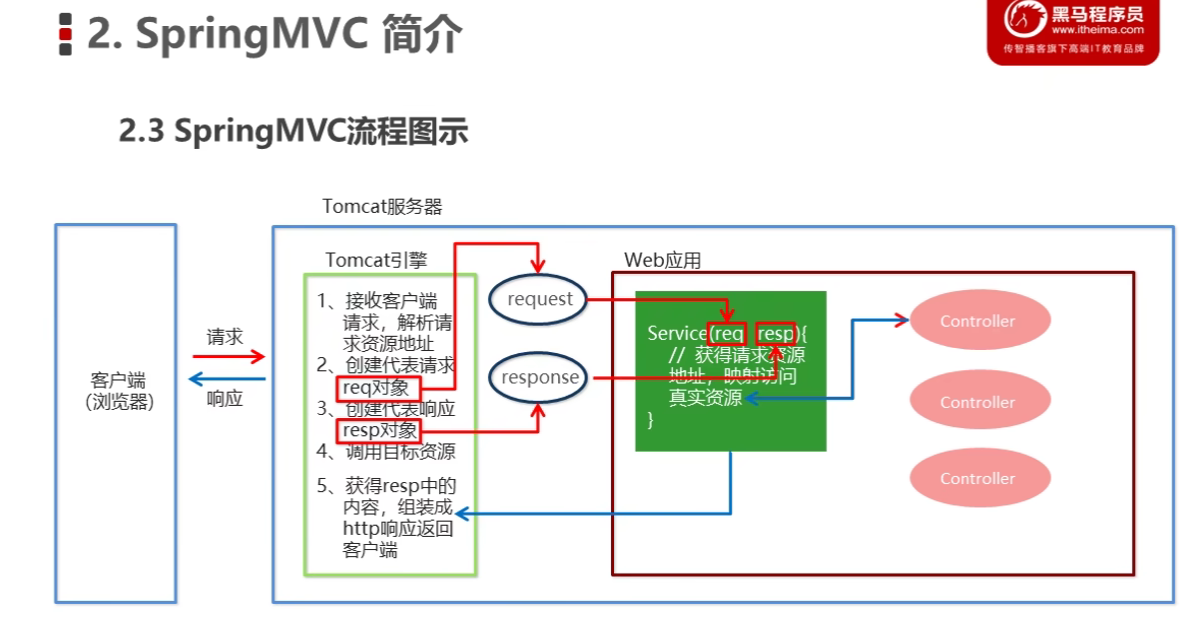 2. SpringMVC 简介
黑马程序员
www.itheima.com
传智播客旗下高端IT教育品牌
2.3 SpringMVC流程图示
Tomcat服务器
Tomcat引擎
Web应用
1、接收客户端
请求，解析请
求资源地址
2、创建代表请求
req对象
3、创建代表响应
resp对象
4、调用目标资源
5、获得resp中的
内容，组装成
http响应返回
客户端
请求
响应
客户端
（浏览器）
request
response
Service(req resp){
// 获得请求资源
地址，映射访问
真实资源
}
Controller
Controller
Controller